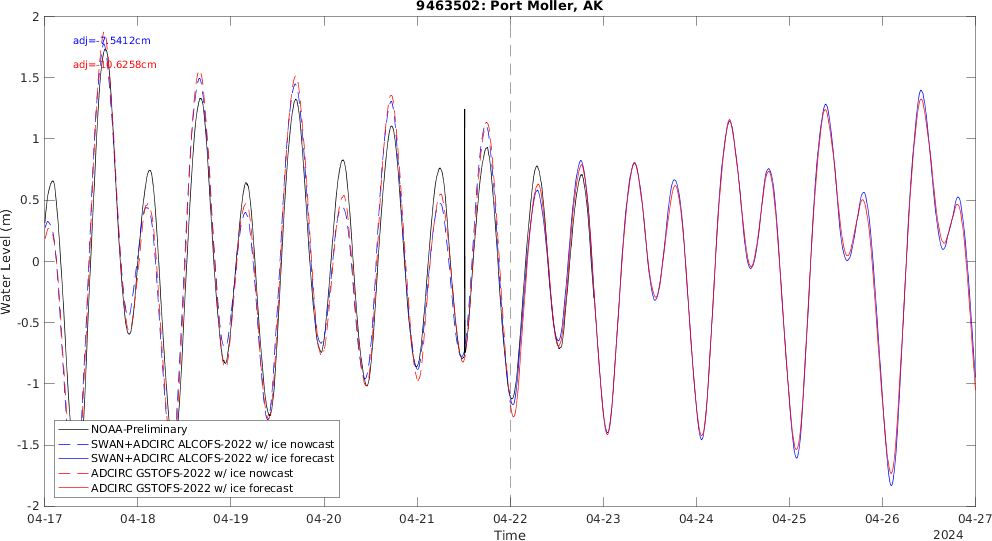 9463502: Port Moller, AK
adj=-7.5412cm
adj=-10.6258cm
Water Level (m)
2
1.5
1
0.5
0
-0.5
-1
-1.5
-2
NOAA-Preliminary
SWAN+ADCIRC ALCOFS-2022 w/ ice nowcast
SWAN+ADCIRC ALCOFS-2022 w/ ice forecast
ADCIRC GSTOFS-2022 w/ ice nowcast
ADCIRC GSTOFS-2022 w/ ice forecast
04-17 04-18 04-19 04-20 04-21 04-22 04-23 04-24 04-25 04-26 04-27
Time
2024